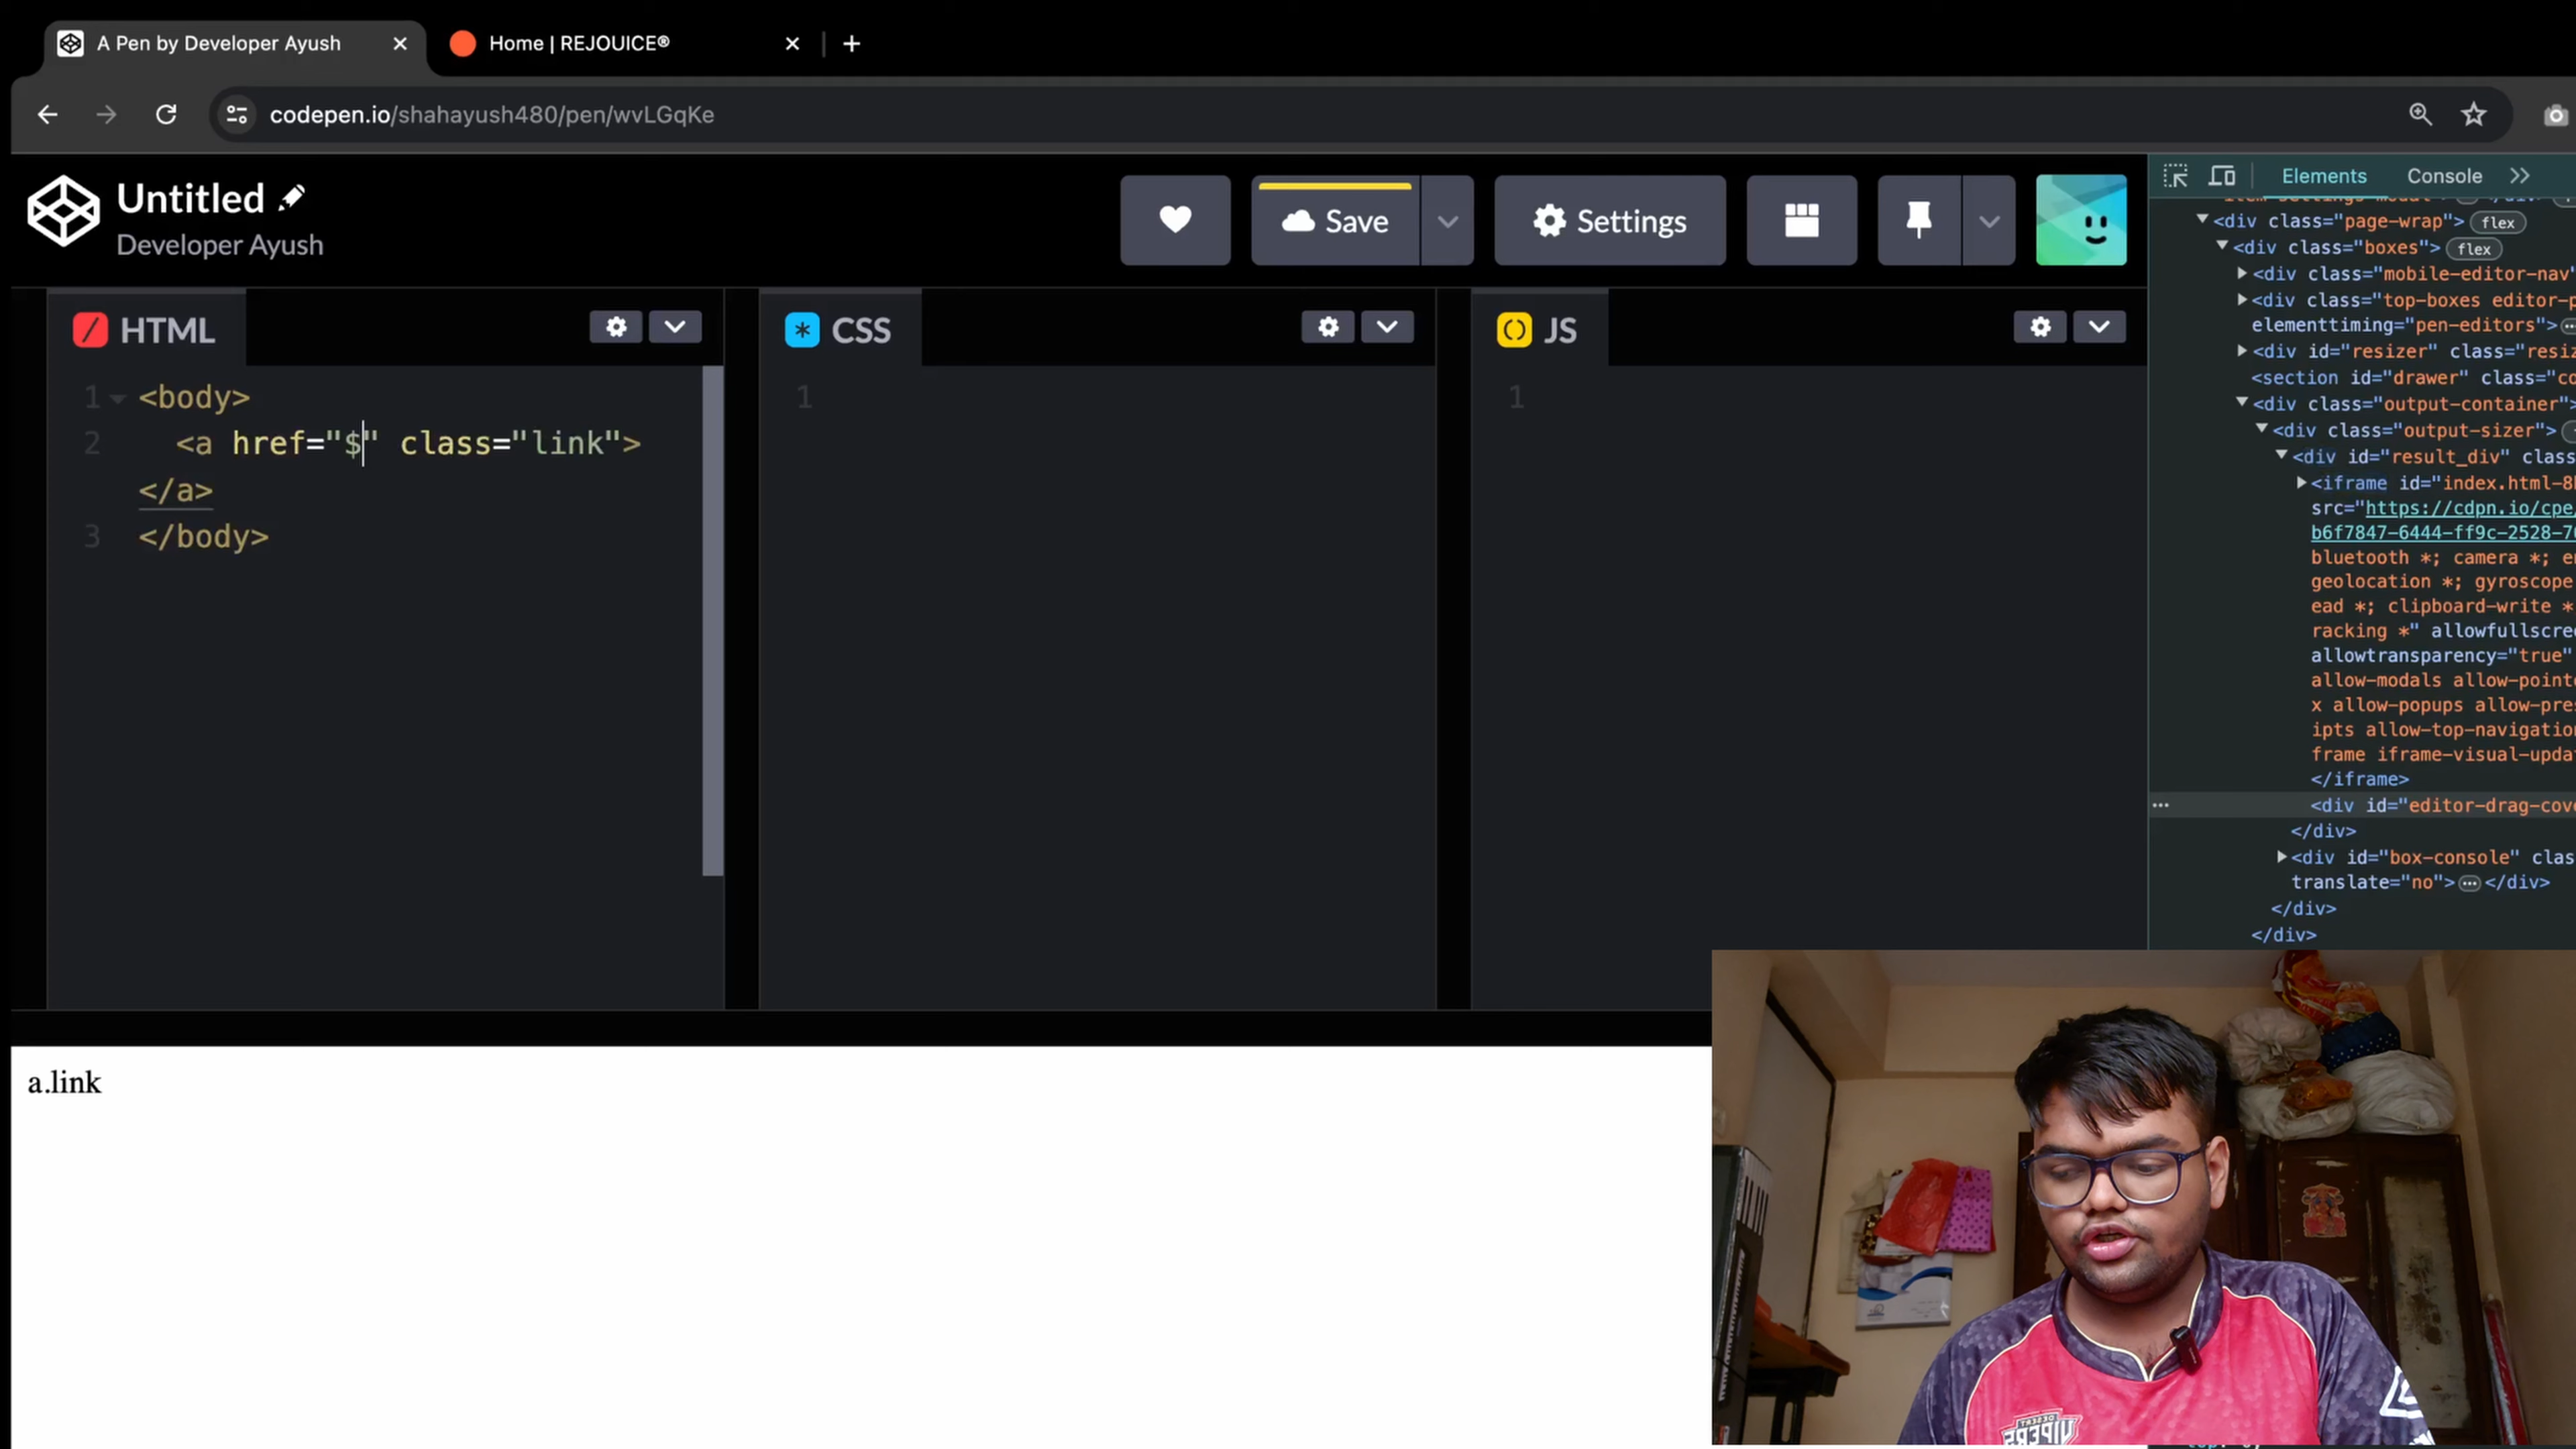 A Pen by Developer Ayush
Home | REJOUICE®
codepen.io/shahayush480/pen/wvLGqKe
Untitled
Developer Ayush
Save
Settings
HTML
1 <body>
2 <a href="$" class="link">
</a>
3 </body>
CSS
1
JS
1
a.link
Elements
Console
<div class="page-wrap"> flex
<div class="boxes"> flex
<div class="mobile-editor-nav"
<div class="top-boxes editor-p
elementtiming="pen-editors">
<div id="resizer" class="resiz
<section id="drawer" class="co
<div class="output-container"
<div class="output-sizer">
<div id="result_div" class
<iframe id="index.html-8
src="https://cdpn.io/cpe/
b6f7847-6444-ff9c-2528-7
bluetooth *; camera *; e
geolocation *; gyroscope
ead *; clipboard-write *
racking *" allowfullscre
allowtransparency="true"
allow-modals allow-point
x allow-popups allow-pre
ipts allow-top-navigatio
frame iframe-visual-upda
</iframe>
<div id="editor-drag-cov
</div>
<div id="box-console" clas
translate="no"> </div>
</div>
</div>